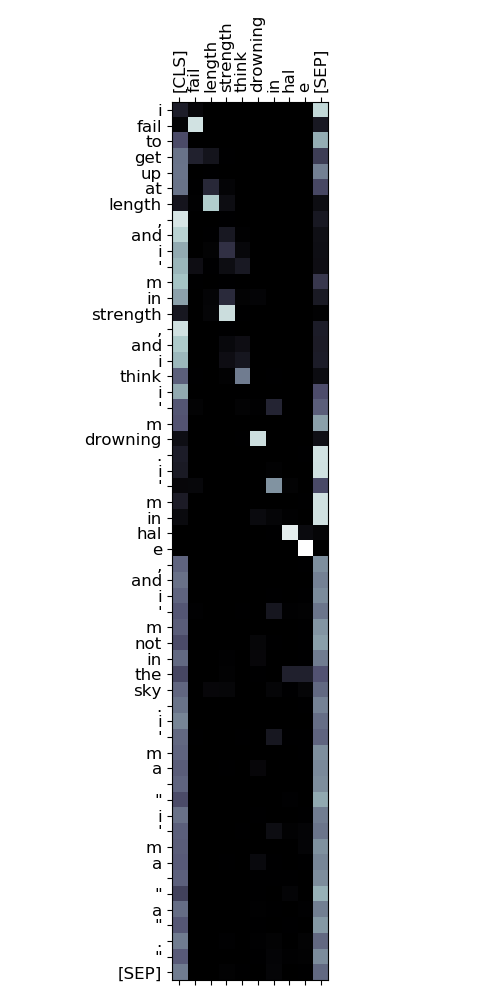 [CLS]
fail
length
strength
think
drowning
in
hal
e
[SEP]
i
fail
to
get
up
at
length
,
and
i
'
m
in
strength
,
and
i
think
i
'
m
drowning
.
i
'
m
in
hal
e
,
and
i
'
m
not
in
the
sky
.
i
'
m
a
"
i
'
m
a
"
a
"
.
"
[SEP]